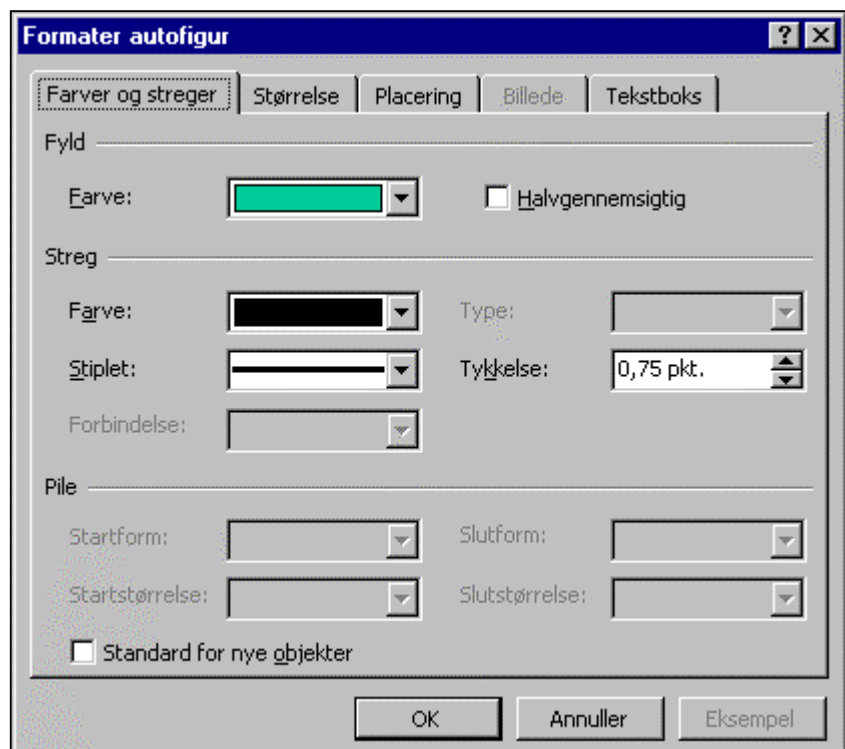 Formater autofigur
Farver og streger Størrelse Placering Billede Tekstboks
Fyld
Farve: Halvgennemsigtig
Streg
Farve: Type:
Stiplet: Tykkelse: 0,75 pkt.
Forbindelse:
Pile
Startform: Slutform:
Startstørrelse: Slutstørrelse:
Standard for nye objekter
OK Annuller Eksempel